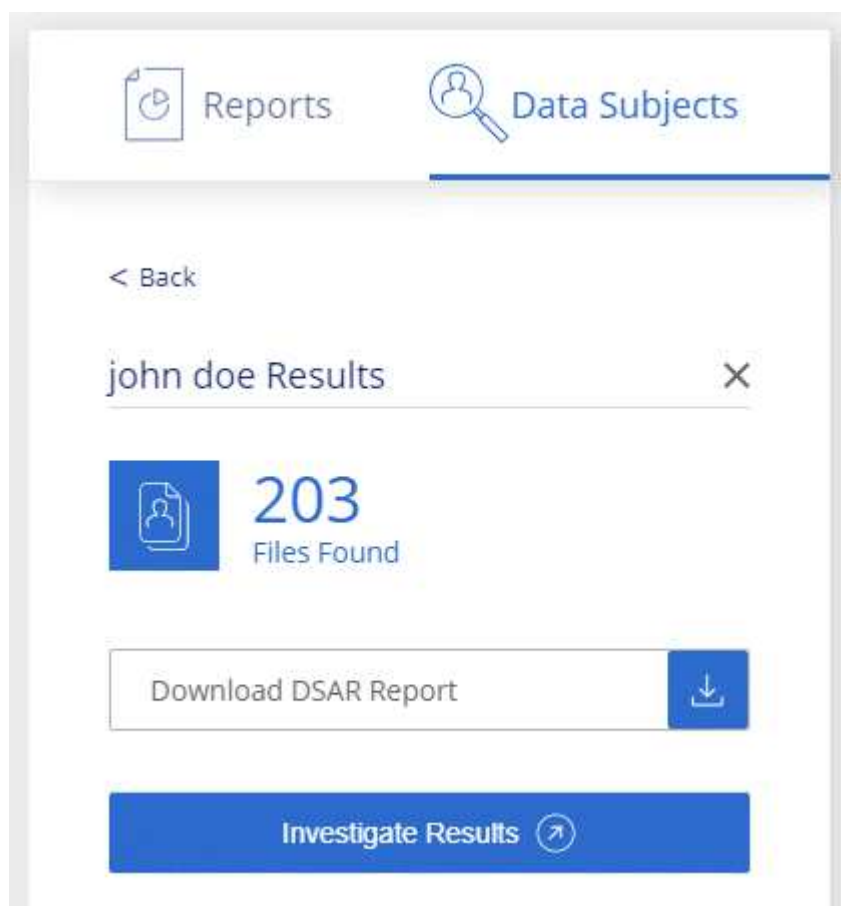 Reports
Data Subjects
< Back
john doe Results
203
Files Found
Download DSAR Report
Investigate Results